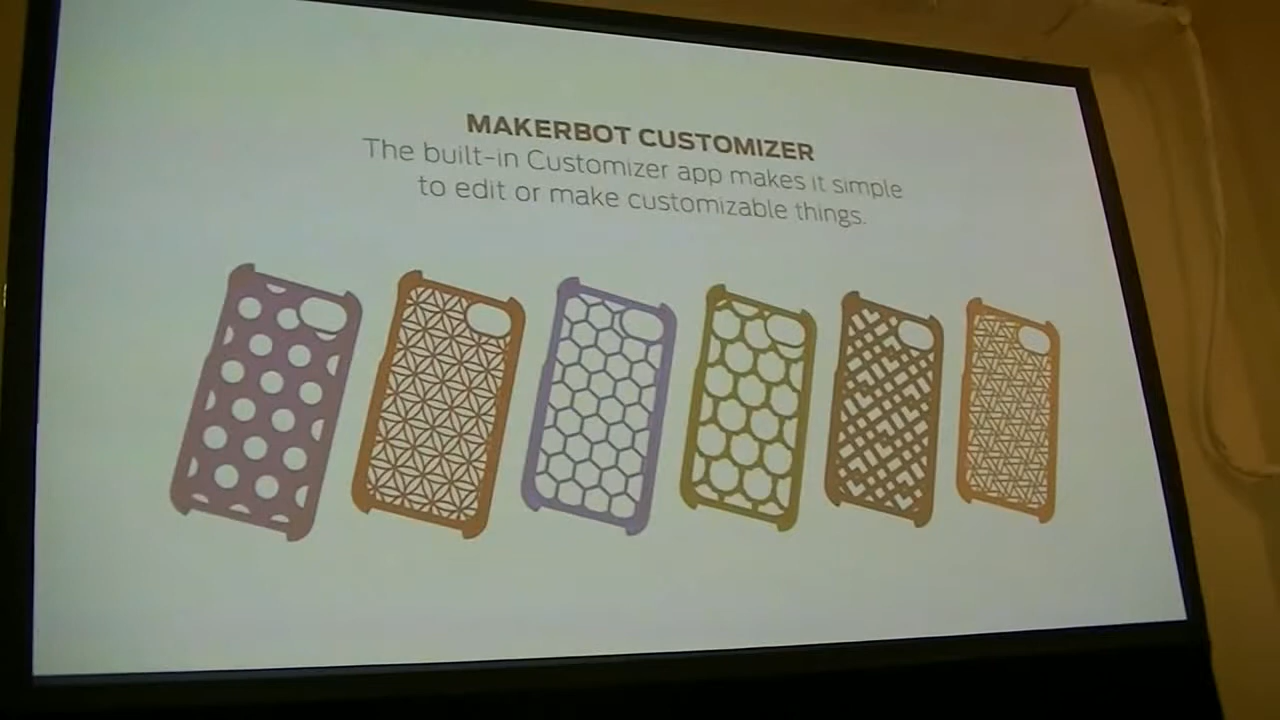 MAKERBOT CUSTOMIZER
The built-in Customizer app makes it simple
to edit or make customizable things.